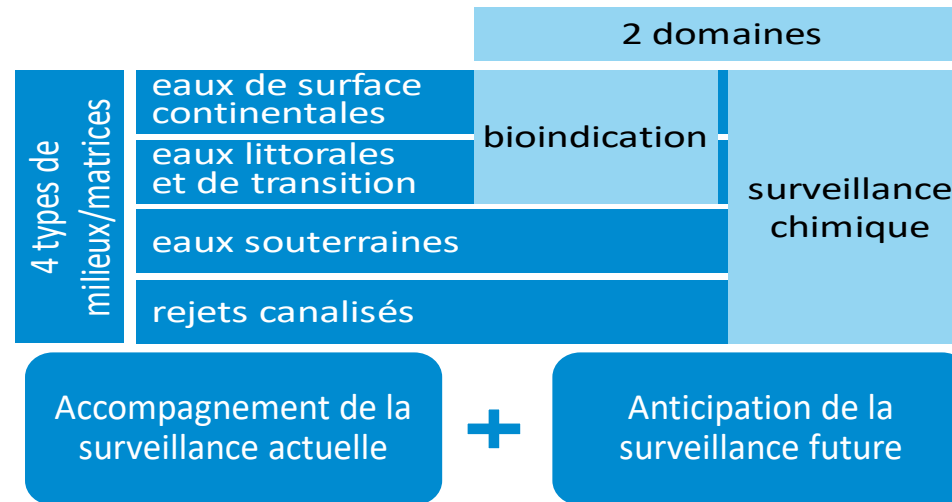 2 domaines
4 types de
milieux/matrices
eaux de surface
continentales
eaux littorales
et de transition
eaux souterraines
rejets canalisés
bioindication
surveillance
chimique
Accompagnement de la
surveillance actuelle
+
Anticipation de la
surveillance future